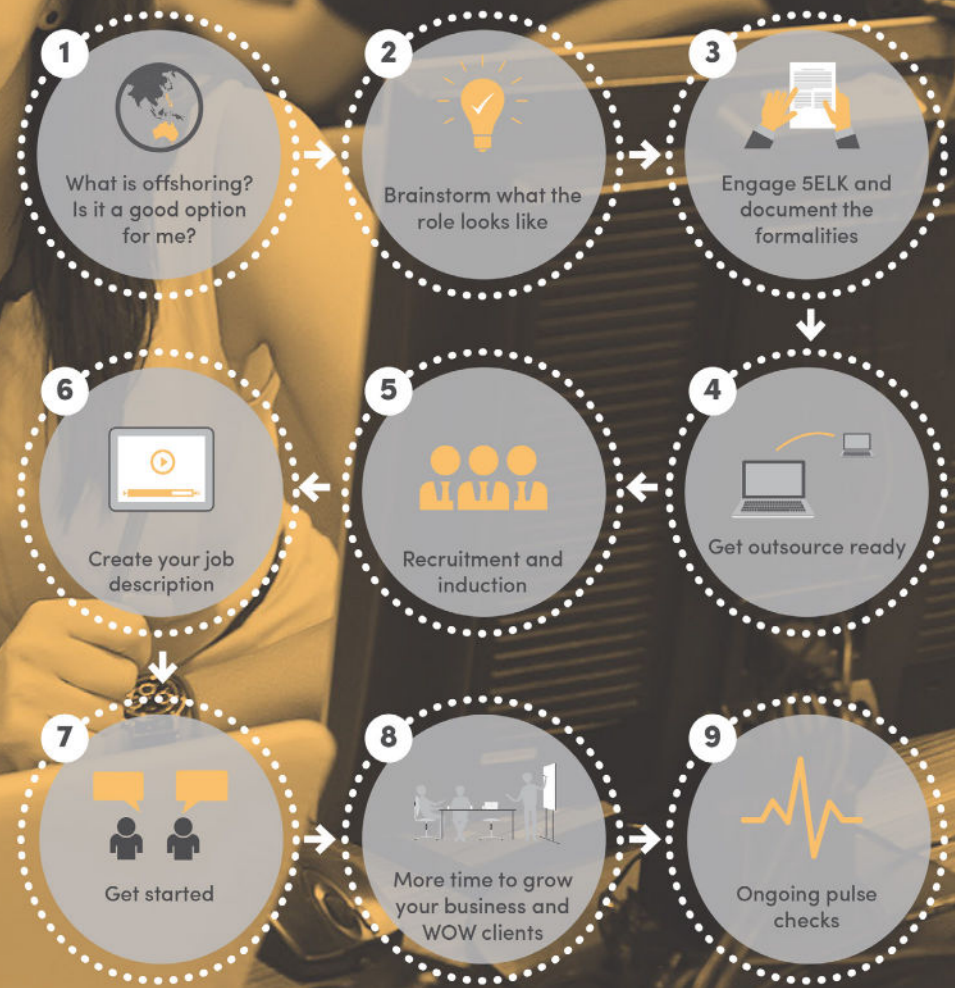 1
What is offshoring?
Is it a good option
for me?
2
Brainstorm what the
role looks like
3
Engage 5ELK and
document the
formalities
4
Get outsource ready
5
Recruitment and
induction
6
Create your job
description
7
Get started
8
More time to grow
your business and
WOW clients
9
Ongoing pulse
checks